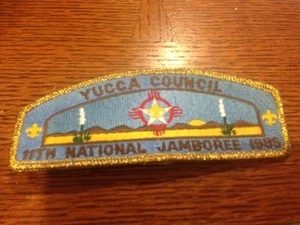 YUCCA COUNCIL
11TH NATIONAL JAMBOREE 1985